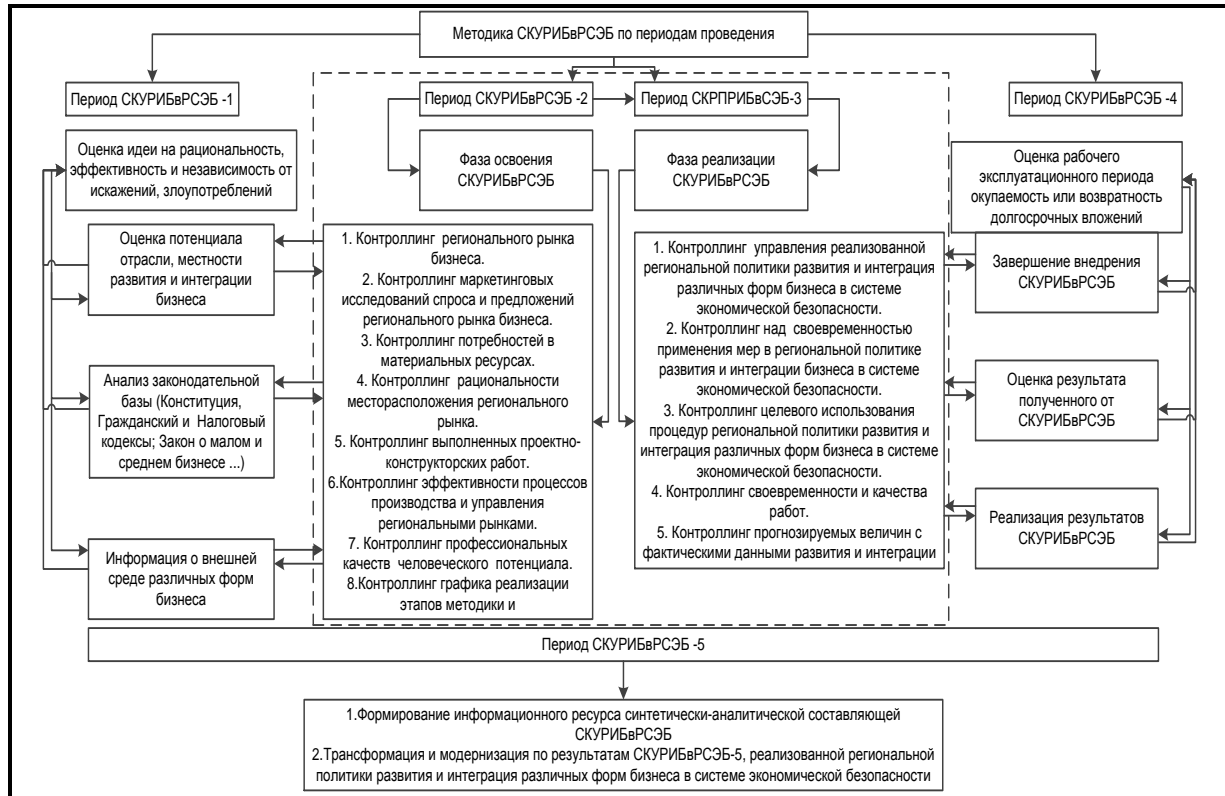 Методика СКУРИБвРСЭБ по периодам проведения
Период СКУРИБвРСЭБ -1
Период СКУРИБвРСЭБ -2
Период СКРПРИБвСЭБ-3
Период СКУРИБвРСЭБ -4
Оценка идеи на рациональность,
эффективность и независимость от
искажений, злоупотреблений
Фаза освоения
СКУРИБвРСЭБ
Фаза реализации
СКУРИБвРСЭБ
Оценка рабочего
эксплуатационного периода
окупаемость или возвратность
долгосрочных вложений
Оценка потенциала
отрасли, местности
развития и интеграции
бизнеса
Анализ законодательной
базы (Конституция,
Гражданский и Налоговый
кодексы; Закон о малом и
среднем бизнесе ...)
Информация о внешней
среде различных форм
бизнеса
1. Контроллинг регионального рынка
бизнеса.
2. Контроллинг маркетинговых
исследований спроса и предложений
регионального рынка бизнеса.
3. Контроллинг потребностей в
материальных ресурсах.
4. Контроллинг рациональности
месторасположения регионального
рынка.
5. Контроллинг выполненных проектно-
конструкторских работ.
6.Контроллинг эффективности процессов
производства и управления
региональными рынками.
7. Контроллинг профессиональных
качеств человеческого потенциала.
8.Контроллинг графика реализации
этапов методики и
1. Контроллинг управления реализованной
региональной политики развития и интеграция
различных форм бизнеса в системе
экономической безопасности.
2. Контроллинг над своевременностью
применения мер в региональной политике
развития и интеграции бизнеса в системе
экономической безопасности.
3. Контроллинг целевого использования
процедур региональной политики развития и
интеграция различных форм бизнеса в системе
экономической безопасности.
4. Контроллинг своевременности и качества
работ.
5. Контроллинг прогнозируемых величин с
фактическими данными развития и интеграции
Завершение внедрения
СКУРИБвРСЭБ
Оценка результата
полученного от
СКУРИБвРСЭБ
Реализация результатов
СКУРИБвРСЭБ
Период СКУРИБвРСЭБ -5
1.Формирование информационного ресурса синтетически-аналитической составляющей
СКУРИБвРСЭБ
2.Трансформация и модернизация по результатам СКУРИБвРСЭБ-5, реализованной региональной
политики развития и интеграция различных форм бизнеса в системе экономической безопасности